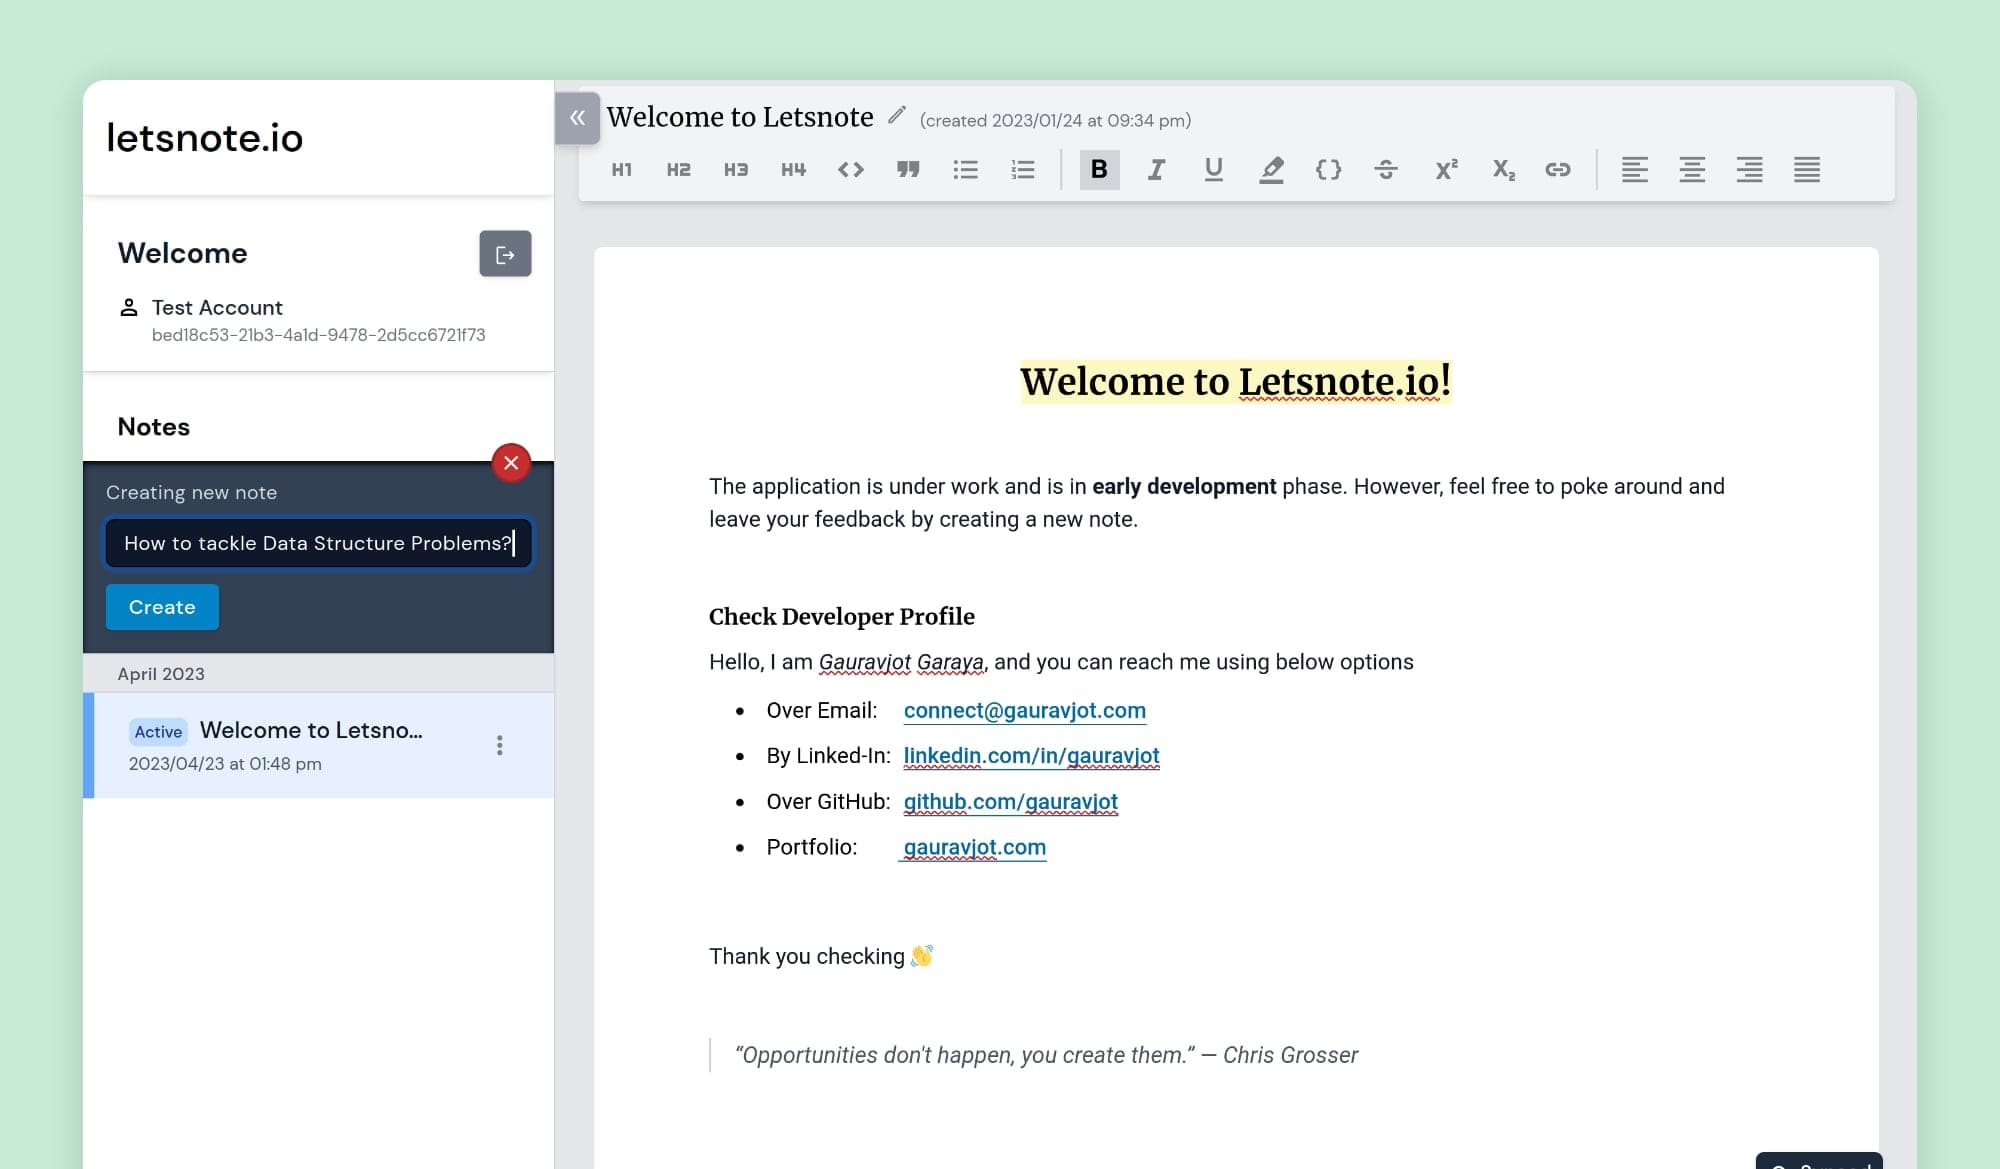 letsnote.io
Welcome
Test Account
bed18c53-21b3-4a1d-9478-2d5cc6721f73
Notes
Creating new note
How to tackle Data Structure Problems?
Create
April 2023
Active Welcome to Letsno...
2023/04/23 at 01:48 pm
Welcome to Letsnote (created 2023/01/24 at 09:34 pm)
H1 H2 H3 H4 <> B I U {} S X² X₂
Welcome to Letsnote.io!
The application is under work and is in early development phase. However, feel free to poke around and
leave your feedback by creating a new note.
Check Developer Profile
Hello, I am Gauravjot Garaya, and you can reach me using below options
• Over Email: connect@gauravjot.com
• By Linked-In: linkedin.com/in/gauravjot
• Over GitHub: github.com/gauravjot
• Portfolio: gauravjot.com
Thank you checking 👋
“Opportunities don't happen, you create them.” — Chris Grosser